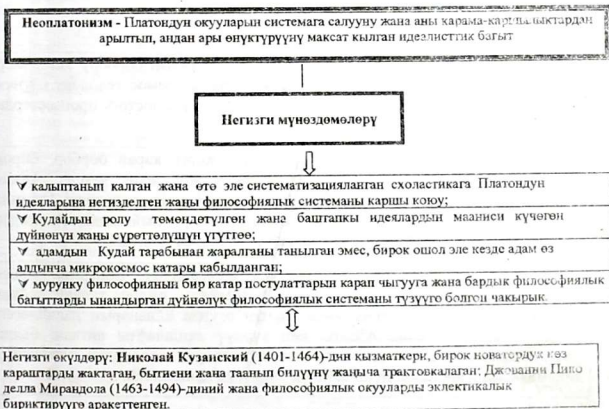 Неоплатонизм - Платондун окууларын системага салууну жана аны карама-каршылыктардан
арылтып, андан ары өнүктүрүүнү максат кылган идеалисттик багыт
Негизги мүнөздөмөлөрү
калыптанып калган жана өтө эле систематизацияланган схоластикага Платондун
идеяларына негизделген жаңы философиялык системаны каршы коюу;
Кудайдын ролу төмөндөтүлгөн жана баштапкы идеялардын мааниси күчөгөн
дүйнөнүн жаңы сүрөттөлүшүн үгүттөө;
адамдын Кудай тарабынан жаралганы танылган эмес, бирок ошол эле кезде адам өз
алдынча микрокосмос катары кабылданган;
мурунку философиянын бир катар постулаттарын карап чыгууга жана бардык философиялык
багыттарды ынандырган дүйнөлүк философиялык системаны түзүүгө болгон чакырык.
Негизги өкүлдөрү: Николай Кузанский (1401-1464)-дин кызматкери, бирок новатордук көз
караштарды жактаган, бытиени жана таанып билүүнү жаңыча трактовкалаган; Джованни Пико
делла Мирандола (1463-1494)-диний жана философиялык окууларды эклектикалык
бириктирүүгө аракеттенген.